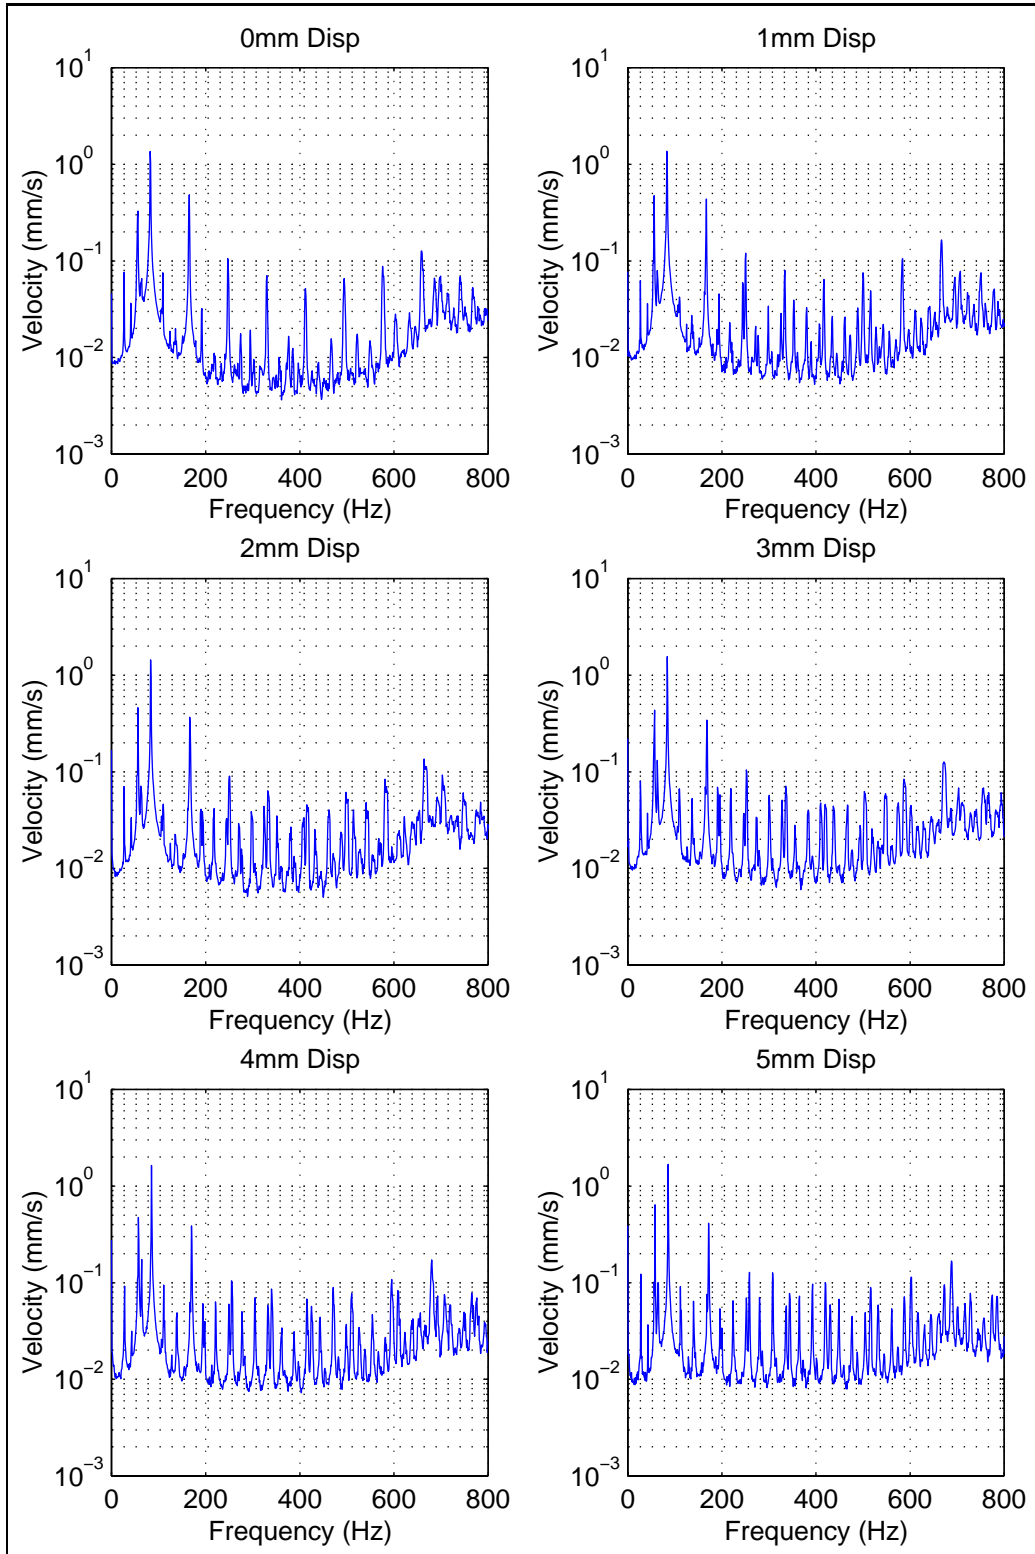 0mm Disp
1mm Disp
10^1
10^0
10^−1
10^−2
10^−3
0 200 400 600 800
Frequency (Hz)
Velocity (mm/s)
10^1
10^0
10^−1
10^−2
10^−3
0 200 400 600 800
Frequency (Hz)
Velocity (mm/s)
2mm Disp
3mm Disp
10^1
10^0
10^−1
10^−2
10^−3
0 200 400 600 800
Frequency (Hz)
Velocity (mm/s)
10^1
10^0
10^−1
10^−2
10^−3
0 200 400 600 800
Frequency (Hz)
Velocity (mm/s)
4mm Disp
5mm Disp
10^1
10^0
10^−1
10^−2
10^−3
0 200 400 600 800
Frequency (Hz)
Velocity (mm/s)
10^1
10^0
10^−1
10^−2
10^−3
0 200 400 600 800
Frequency (Hz)
Velocity (mm/s)